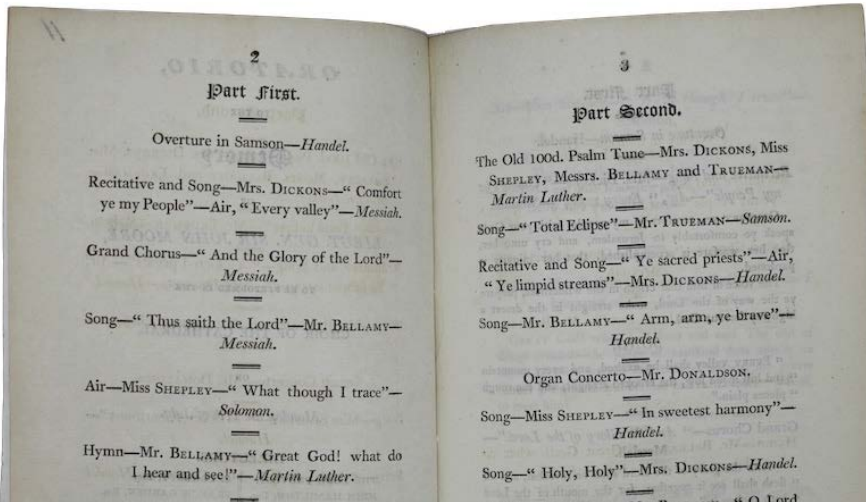 11
2
Part First.
Overture in Samson—Handel.
Recitative and Song—Mrs. DICKONS—“ Comfort
ye my People”—Air, “ Every valley”—Messiah.
Grand Chorus—“ And the Glory of the Lord”—
Messiah.
Song—“ Thus saith the Lord”—Mr. BELLAMY—
Messiah.
Air—Miss SHEPLEY—“ What though I trace”—
Solomon.
Hymn—Mr. BELLAMY—“ Great God! what do
I hear and see!”—Martin Luther.
3
Part Second.
The Old 100d. Psalm Tune—Mrs. DICKONS, Miss
SHEPLEY, Messrs. BELLAMY and TRUEMAN—
Martin Luther.
Song—“ Total Eclipse”—Mr. TRUEMAN—Samson.
Recitative and Song—“ Ye sacred priests”—Air,
“ Ye limpid streams”—Mrs. DICKONS—Handel.
Song—Mr. BELLAMY—“ Arm, arm, ye brave”—
Handel.
Organ Concerto—Mr. DONALDSON.
Song—Miss SHEPLEY—“ In sweetest harmony”—
Handel.
Song—“ Holy, Holy”—Mrs. DICKONS—Handel.
“ O Lord